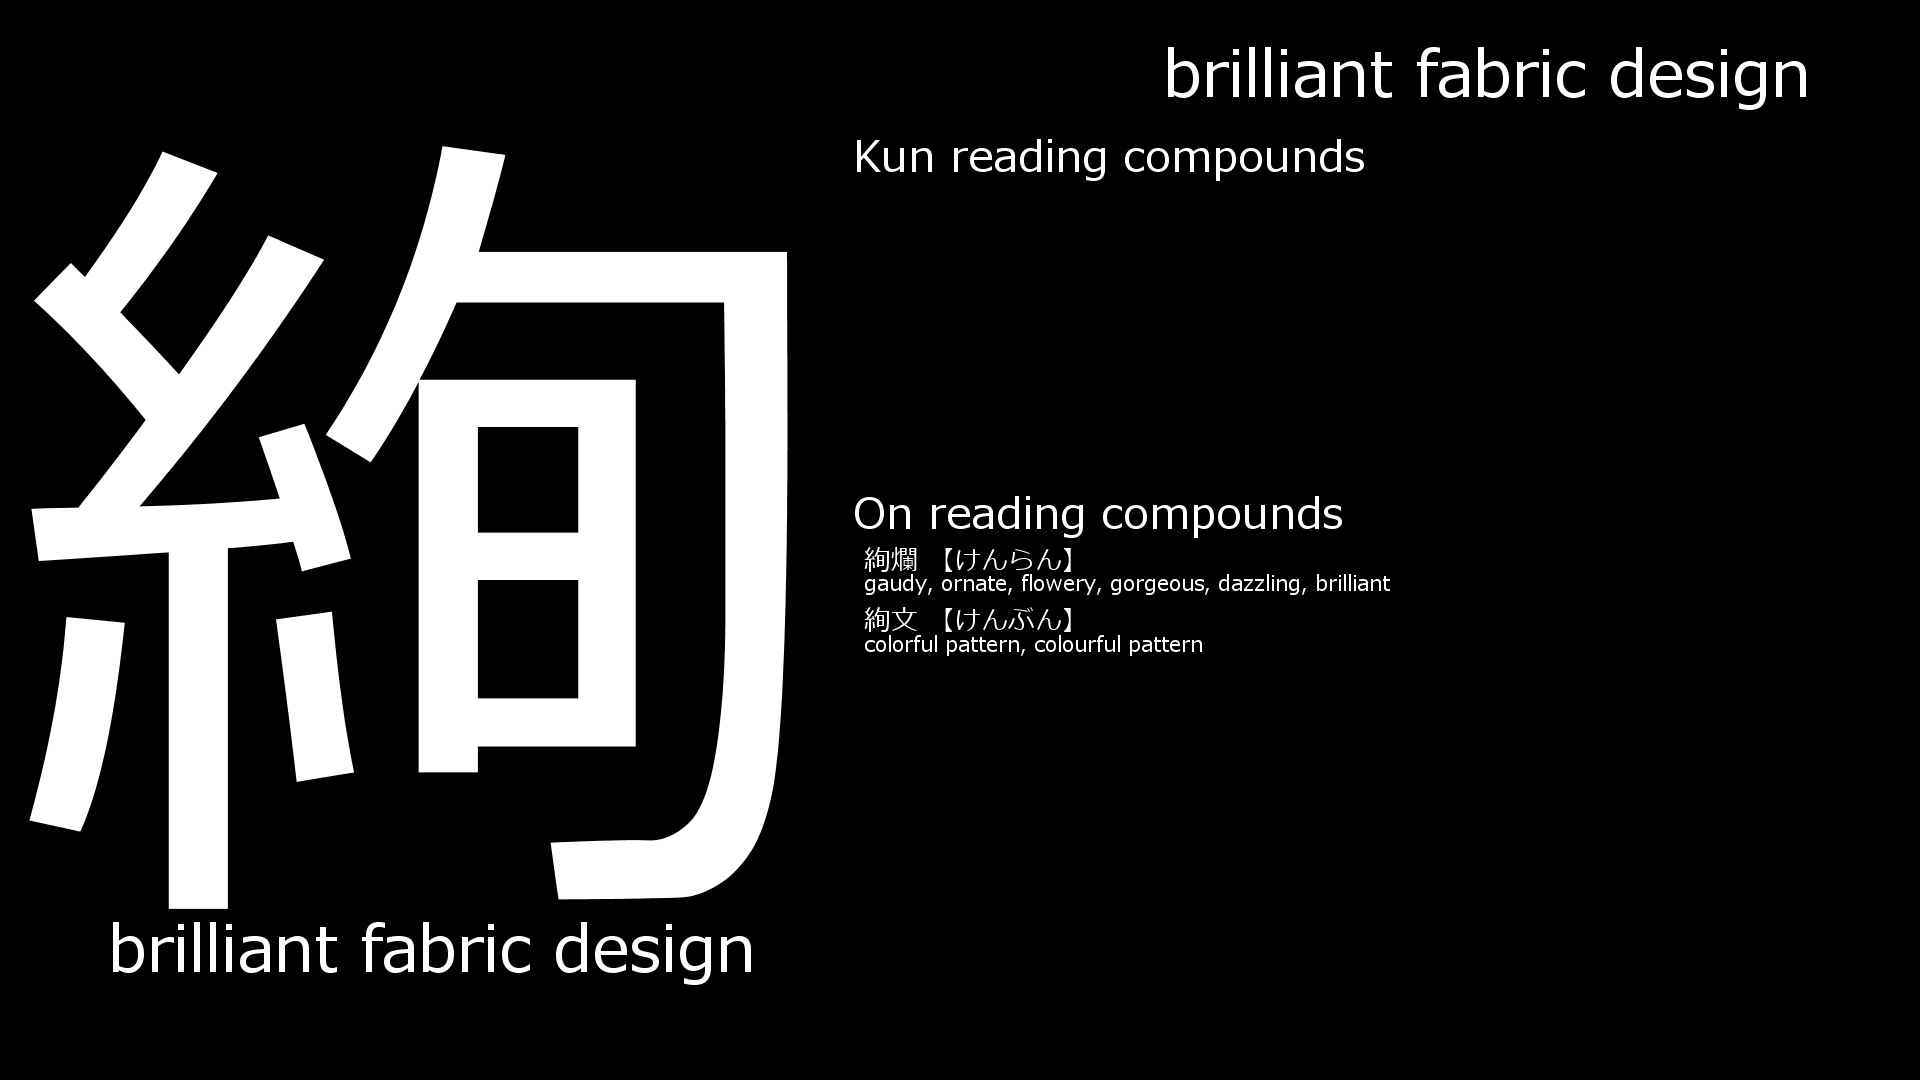 絢
brilliant fabric design
brilliant fabric design
Kun reading compounds
On reading compounds
絢爛 【けんらん】
gaudy, ornate, flowery, gorgeous, dazzling, brilliant
絢文 【けんぶん】
colorful pattern, colourful pattern